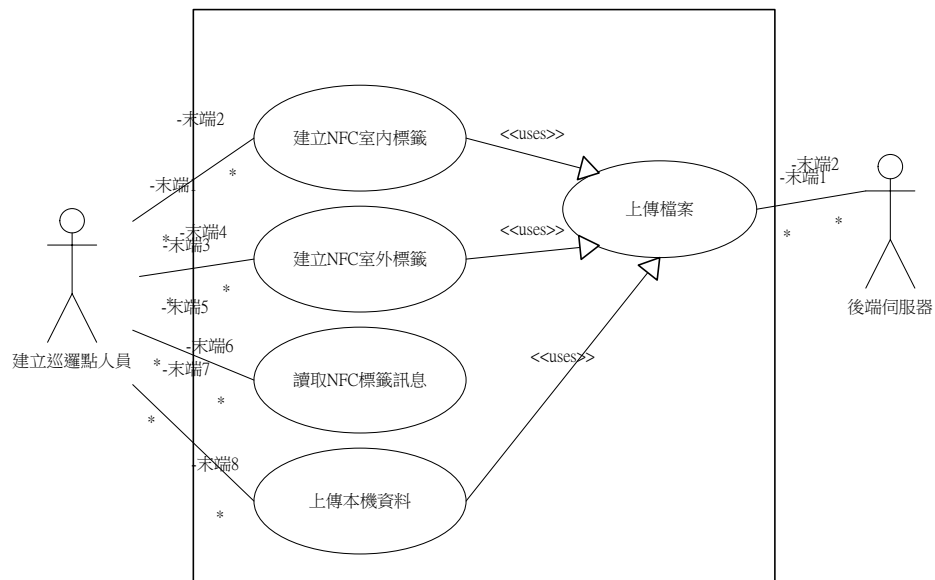 -末端2
建立NFC室內標籤
<<uses>>
-末端2
-末端1
*
-末端1
上傳檔案
*
-末端4
-末端3
*
<<uses>>
*
建立NFC室外標籤
*
-末端5
*
後端伺服器
-末端6
建立巡邏點人員
*
-末端7
讀取NFC標籤訊息
<<uses>>
*
*
-末端8
上傳本機資料
*